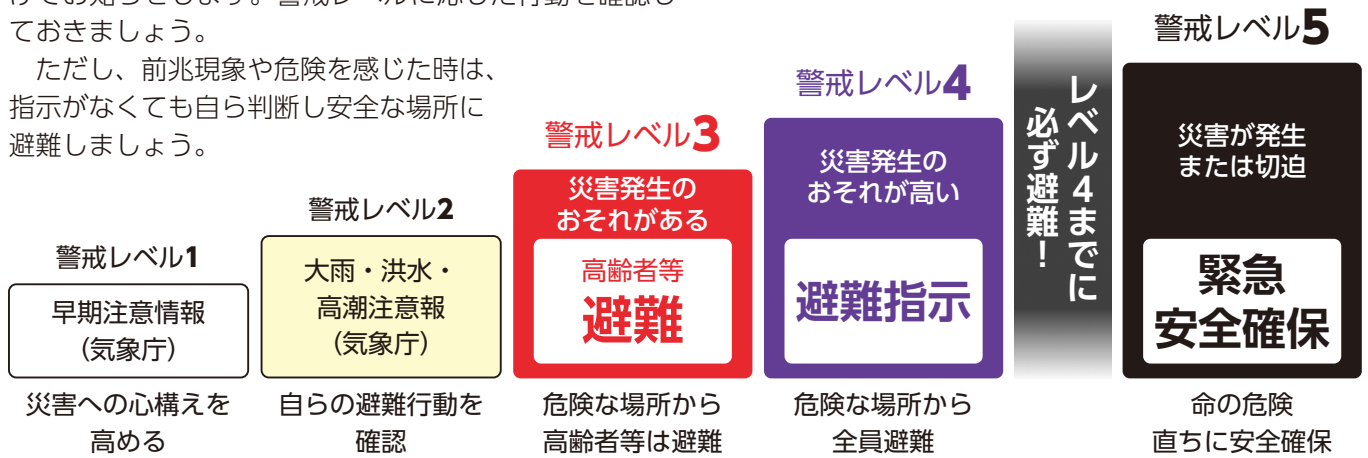 ておきましょう。
ただし、前兆現象や危険を感じた時は、
指示がなくても自ら判断し安全な場所に
避難しましょう。
警戒レベル1
早期注意情報
(気象庁)
災害への心構えを
高める
警戒レベル2
大雨・洪水・
高潮注意報
(気象庁)
自らの避難行動を
確認
警戒レベル3
災害発生の
おそれがある
高齢者等
避難
危険な場所から
高齢者等は避難
警戒レベル4
災害発生の
おそれが高い
避難指示
危険な場所から
全員避難
レベル4までに
必ず避難！
警戒レベル5
災害が発生
または切迫
緊急
安全確保
命の危険
直ちに安全確保